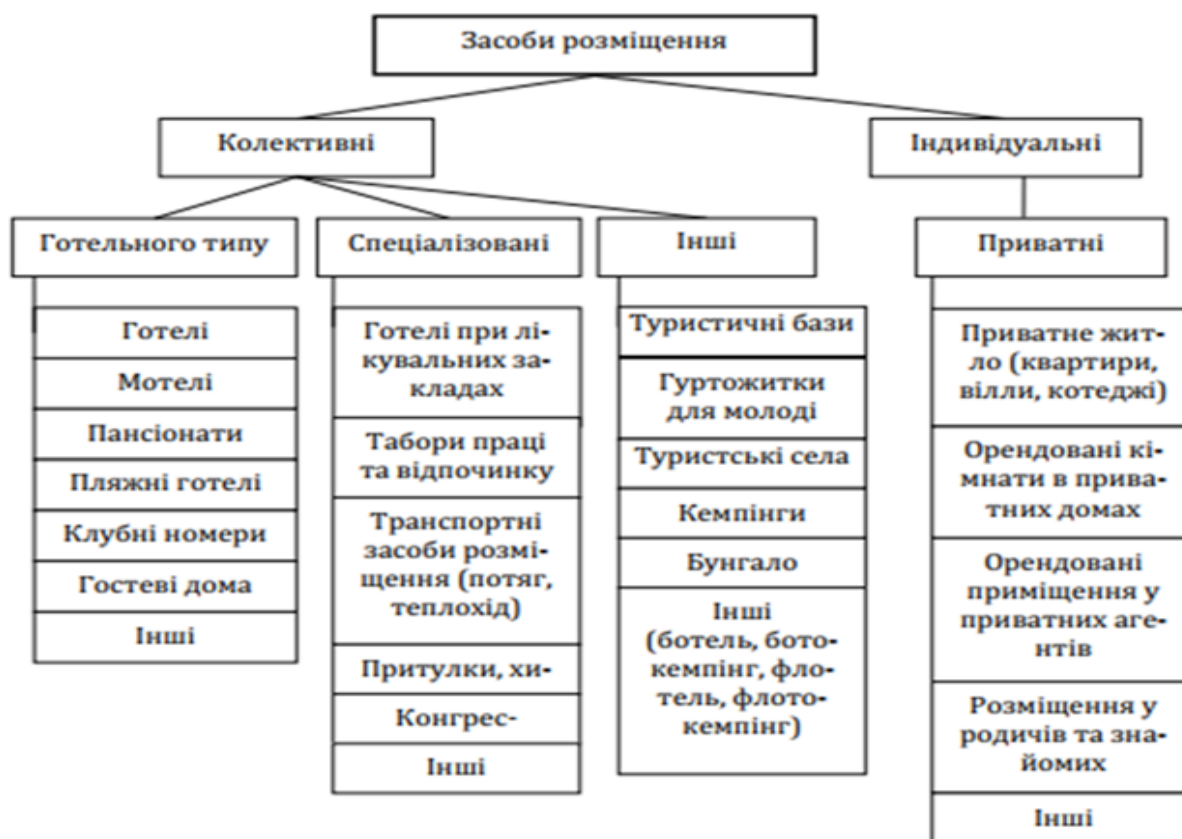 Засоби розміщення
Колективні
Індивідуальні
Готельного типу
Спеціалізовані
Інші
Приватні
Готелі
Мотелі
Пансіонати
Пляжні готелі
Клубні номери
Гостеві дома
Інші
Готелі при лі-
кувальних за-
кладах
Табори праці
та відпочинку
Транспортні
засоби розмі-
щення (потяг,
теплохід)
Притулки, хи-
Конгрес-
Інші
Туристичні бази
Гуртожитки
для молоді
Туристські села
Кемпінги
Бунгало
Інші
(ботель, бото-
кемпінг, фло-
тель, флото-
кемпінг)
Приватне жит-
ло (квартири,
вілли, котеджі)
Орендовані кі-
мнати в прива-
тних домах
Орендовані
приміщення у
приватних аге-
нтів
Розміщення у
родичів та зна-
йомих
Інші